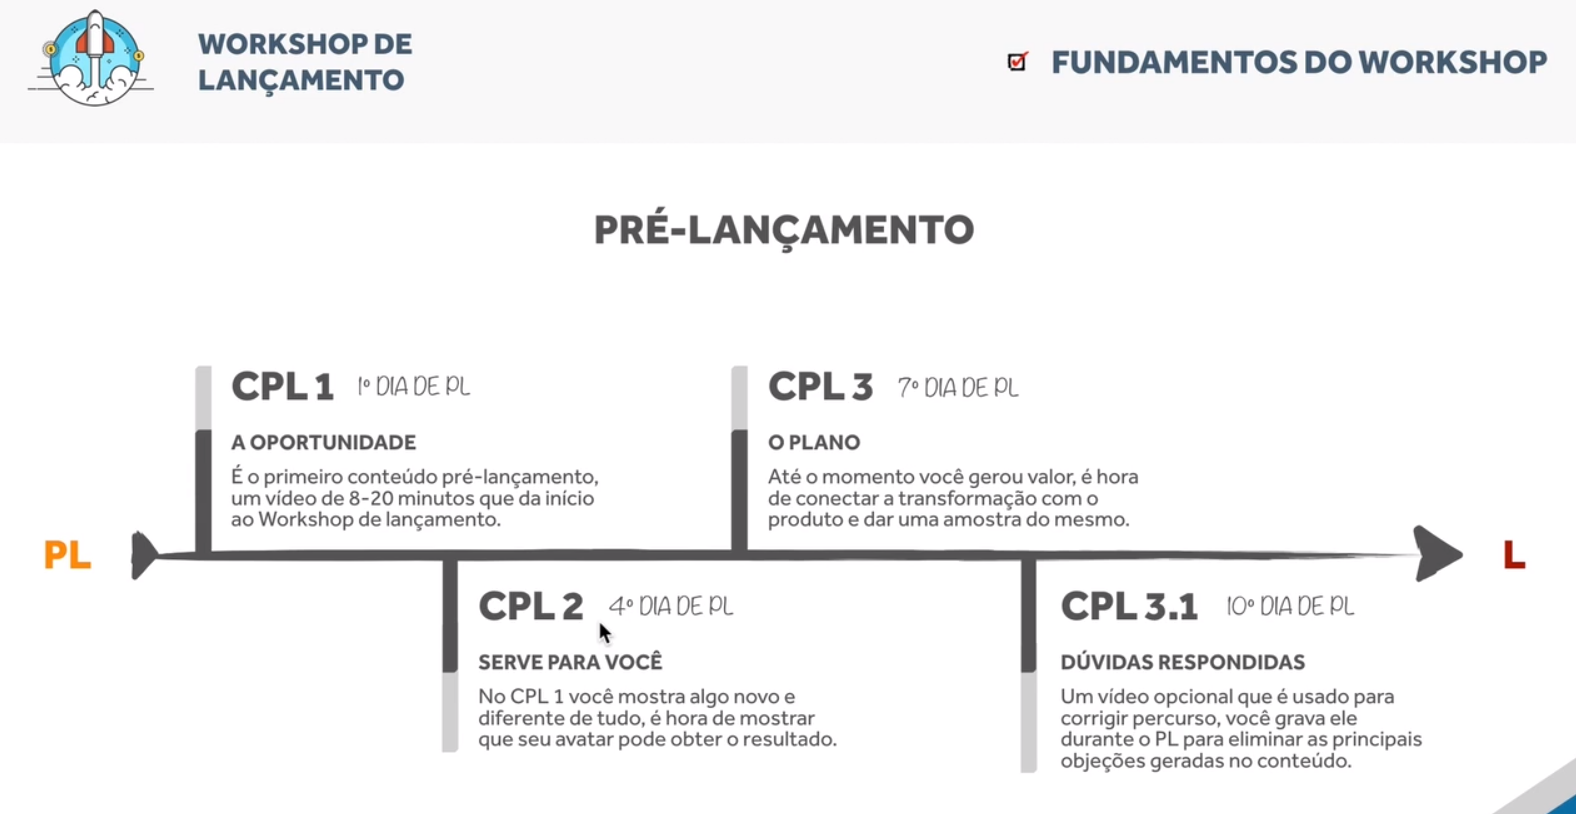 WORKSHOP DE
LANÇAMENTO
FUNDAMENTOS DO WORKSHOP
PRÉ-LANÇAMENTO
CPL 1 1º DIA DE PL
A OPORTUNIDADE
É o primeiro conteúdo pré-lançamento,
um vídeo de 8-20 minutos que da início
ao Workshop de lançamento.
CPL 3 7º DIA DE PL
O PLANO
Até o momento você gerou valor, é hora
de conectar a transformação com o
produto e dar uma amostra do mesmo.
PL
L
CPL 2 4º DIA DE PL
SERVE PARA VOCÊ
No CPL 1 você mostra algo novo e
diferente de tudo, é hora de mostrar
que seu avatar pode obter o resultado.
CPL 3.1 10º DIA DE PL
DÚVIDAS RESPONDIDAS
Um vídeo opcional que é usado para
corrigir percurso, você grava ele
durante o PL para eliminar as principais
objeções geradas no conteúdo.